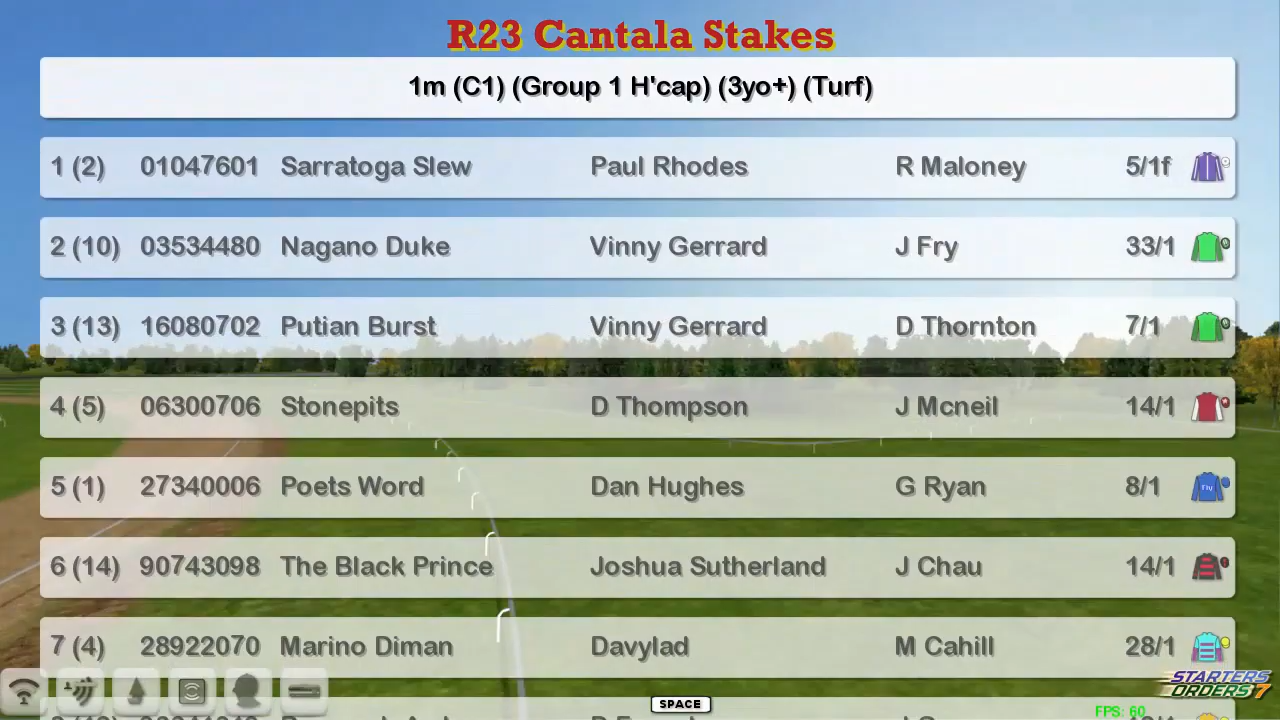 R23 Cantala Stakes
1m (C1) (Group 1 H'cap) (3yo+) (Turf)
1 (2) 01047601 Sarratoga Slew Paul Rhodes R Maloney 5/1f
2 (10) 03534480 Nagano Duke Vinny Gerrard J Fry 33/1
3 (13) 16080702 Putian Burst Vinny Gerrard D Thornton 7/1
4 (5) 06300706 Stonepits D Thompson J Mcneil 14/1
5 (1) 27340006 Poets Word Dan Hughes G Ryan 8/1
6 (14) 90743098 The Black Prince Joshua Sutherland J Chau 14/1
7 (4) 28922070 Marino Diman Davylad M Cahill 28/1
STARTERS
ORDERS 7
SPACE
FPS: 60